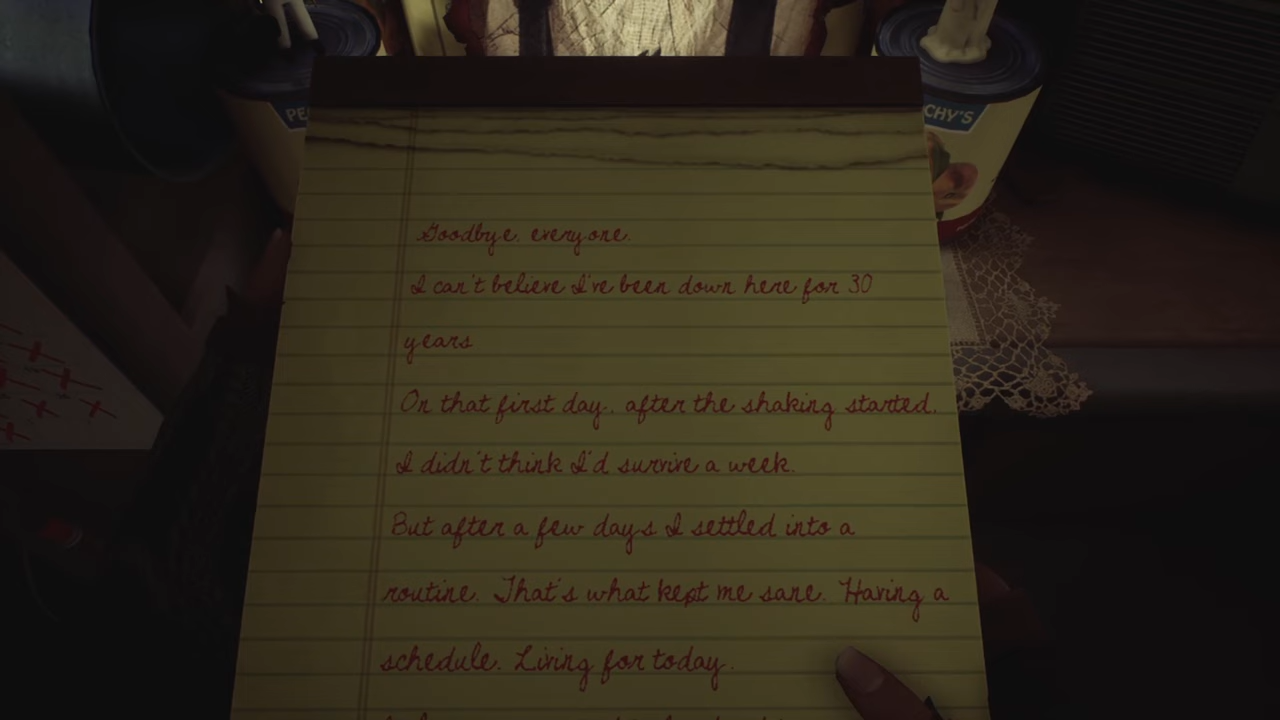 PE
CHY'S
Goodbye, everyone.
I can't believe I've been down here for 30
years
On that first day, after the shaking started,
I didn't think I'd survive a week.
But after a few days I settled into a
routine. That's what kept me sane. Having a
schedule. Living for today.